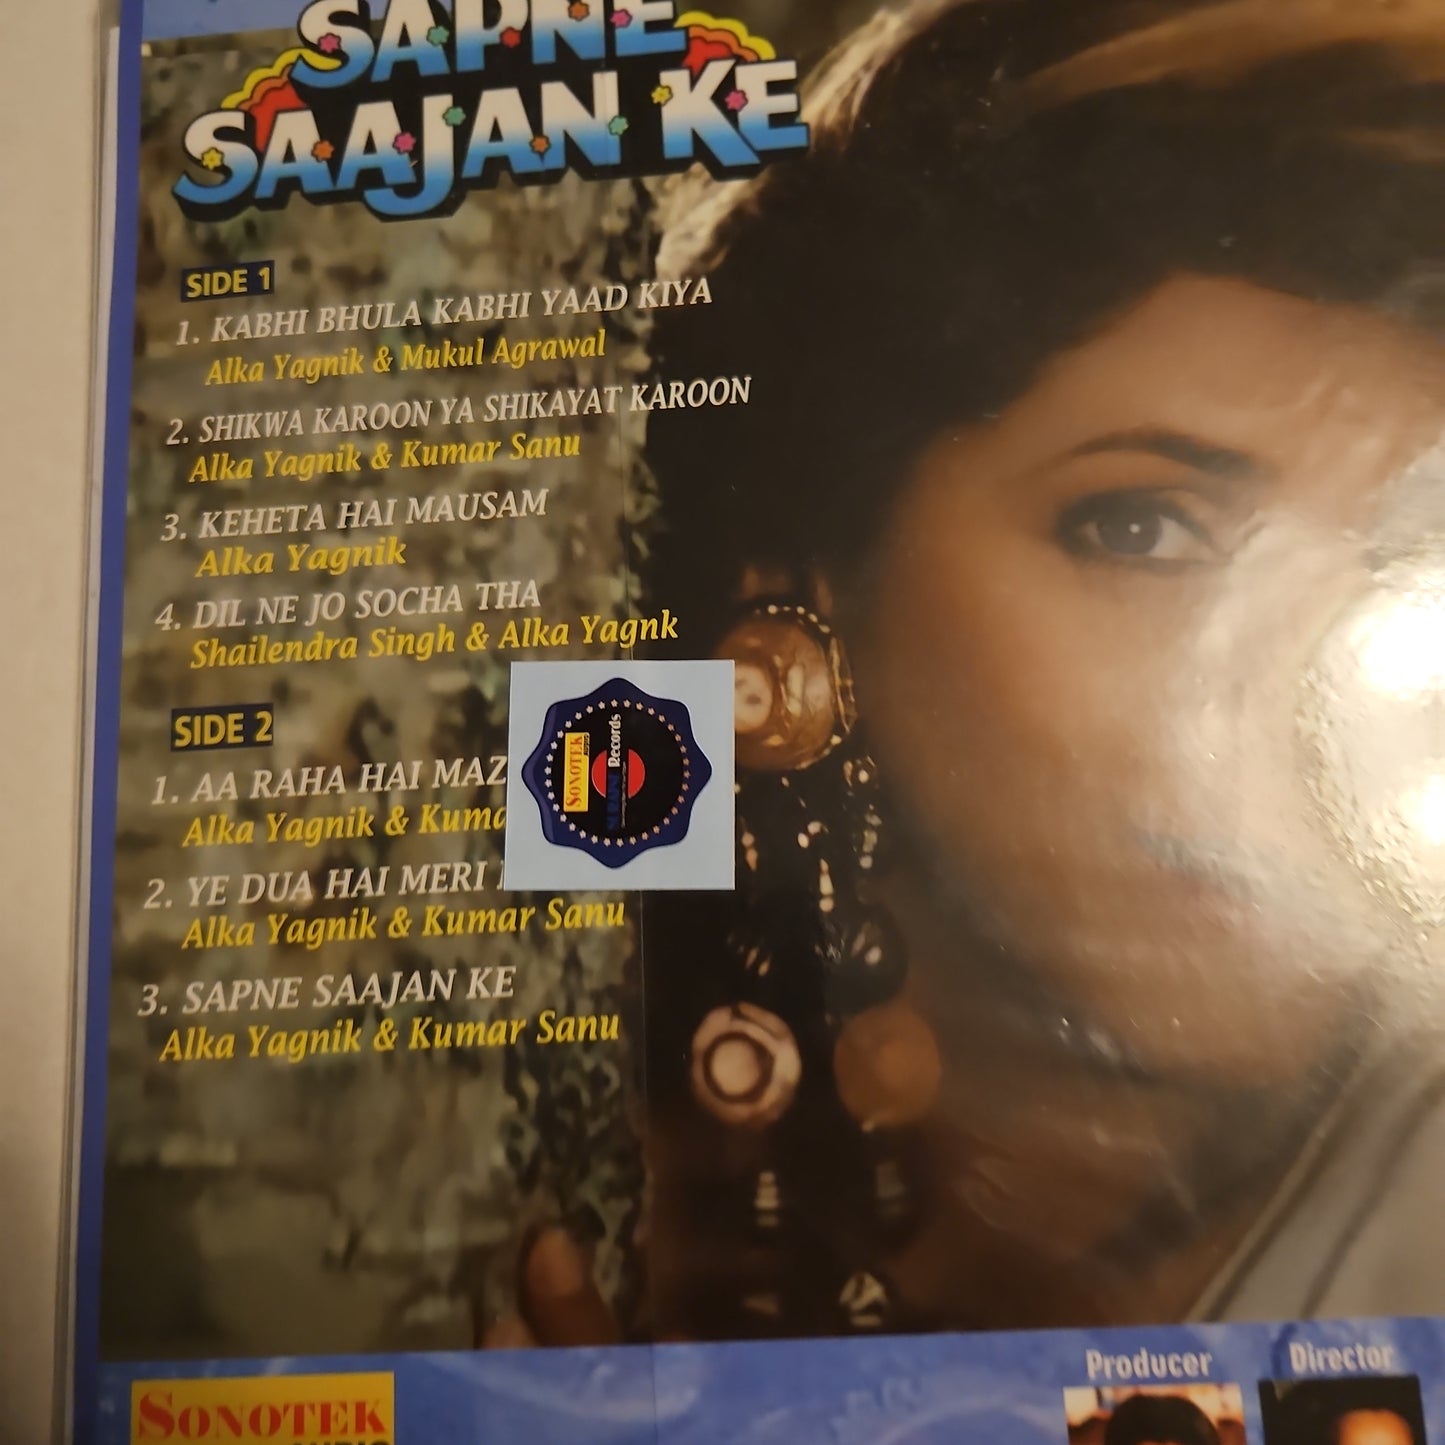 SAPNE
SAAJAN KE
SIDE 1
1. KABHI BHULA KABHI YAAD KIYA
Alka Yagnik & Mukul Agrawal
2. SHIKWA KAROON YA SHIKAYAT KAROON
Alka Yagnik & Kumar Sanu
3. KEHETA HAI MAUSAM
Alka Yagnik
4. DIL NE JO SOCHA THA
Shailendra Singh & Alka Yagnk
SIDE 2
1. AA RAHA HAI MAZ
Alka Yagnik & Kuma
2. YE DUA HAI MERI
Alka Yagnik & Kumar Sanu
3. SAPNE SAAJAN KE
Alka Yagnik & Kumar Sanu
SONOTEK
Records
Producer
Director
SONOTEK
AUDIO